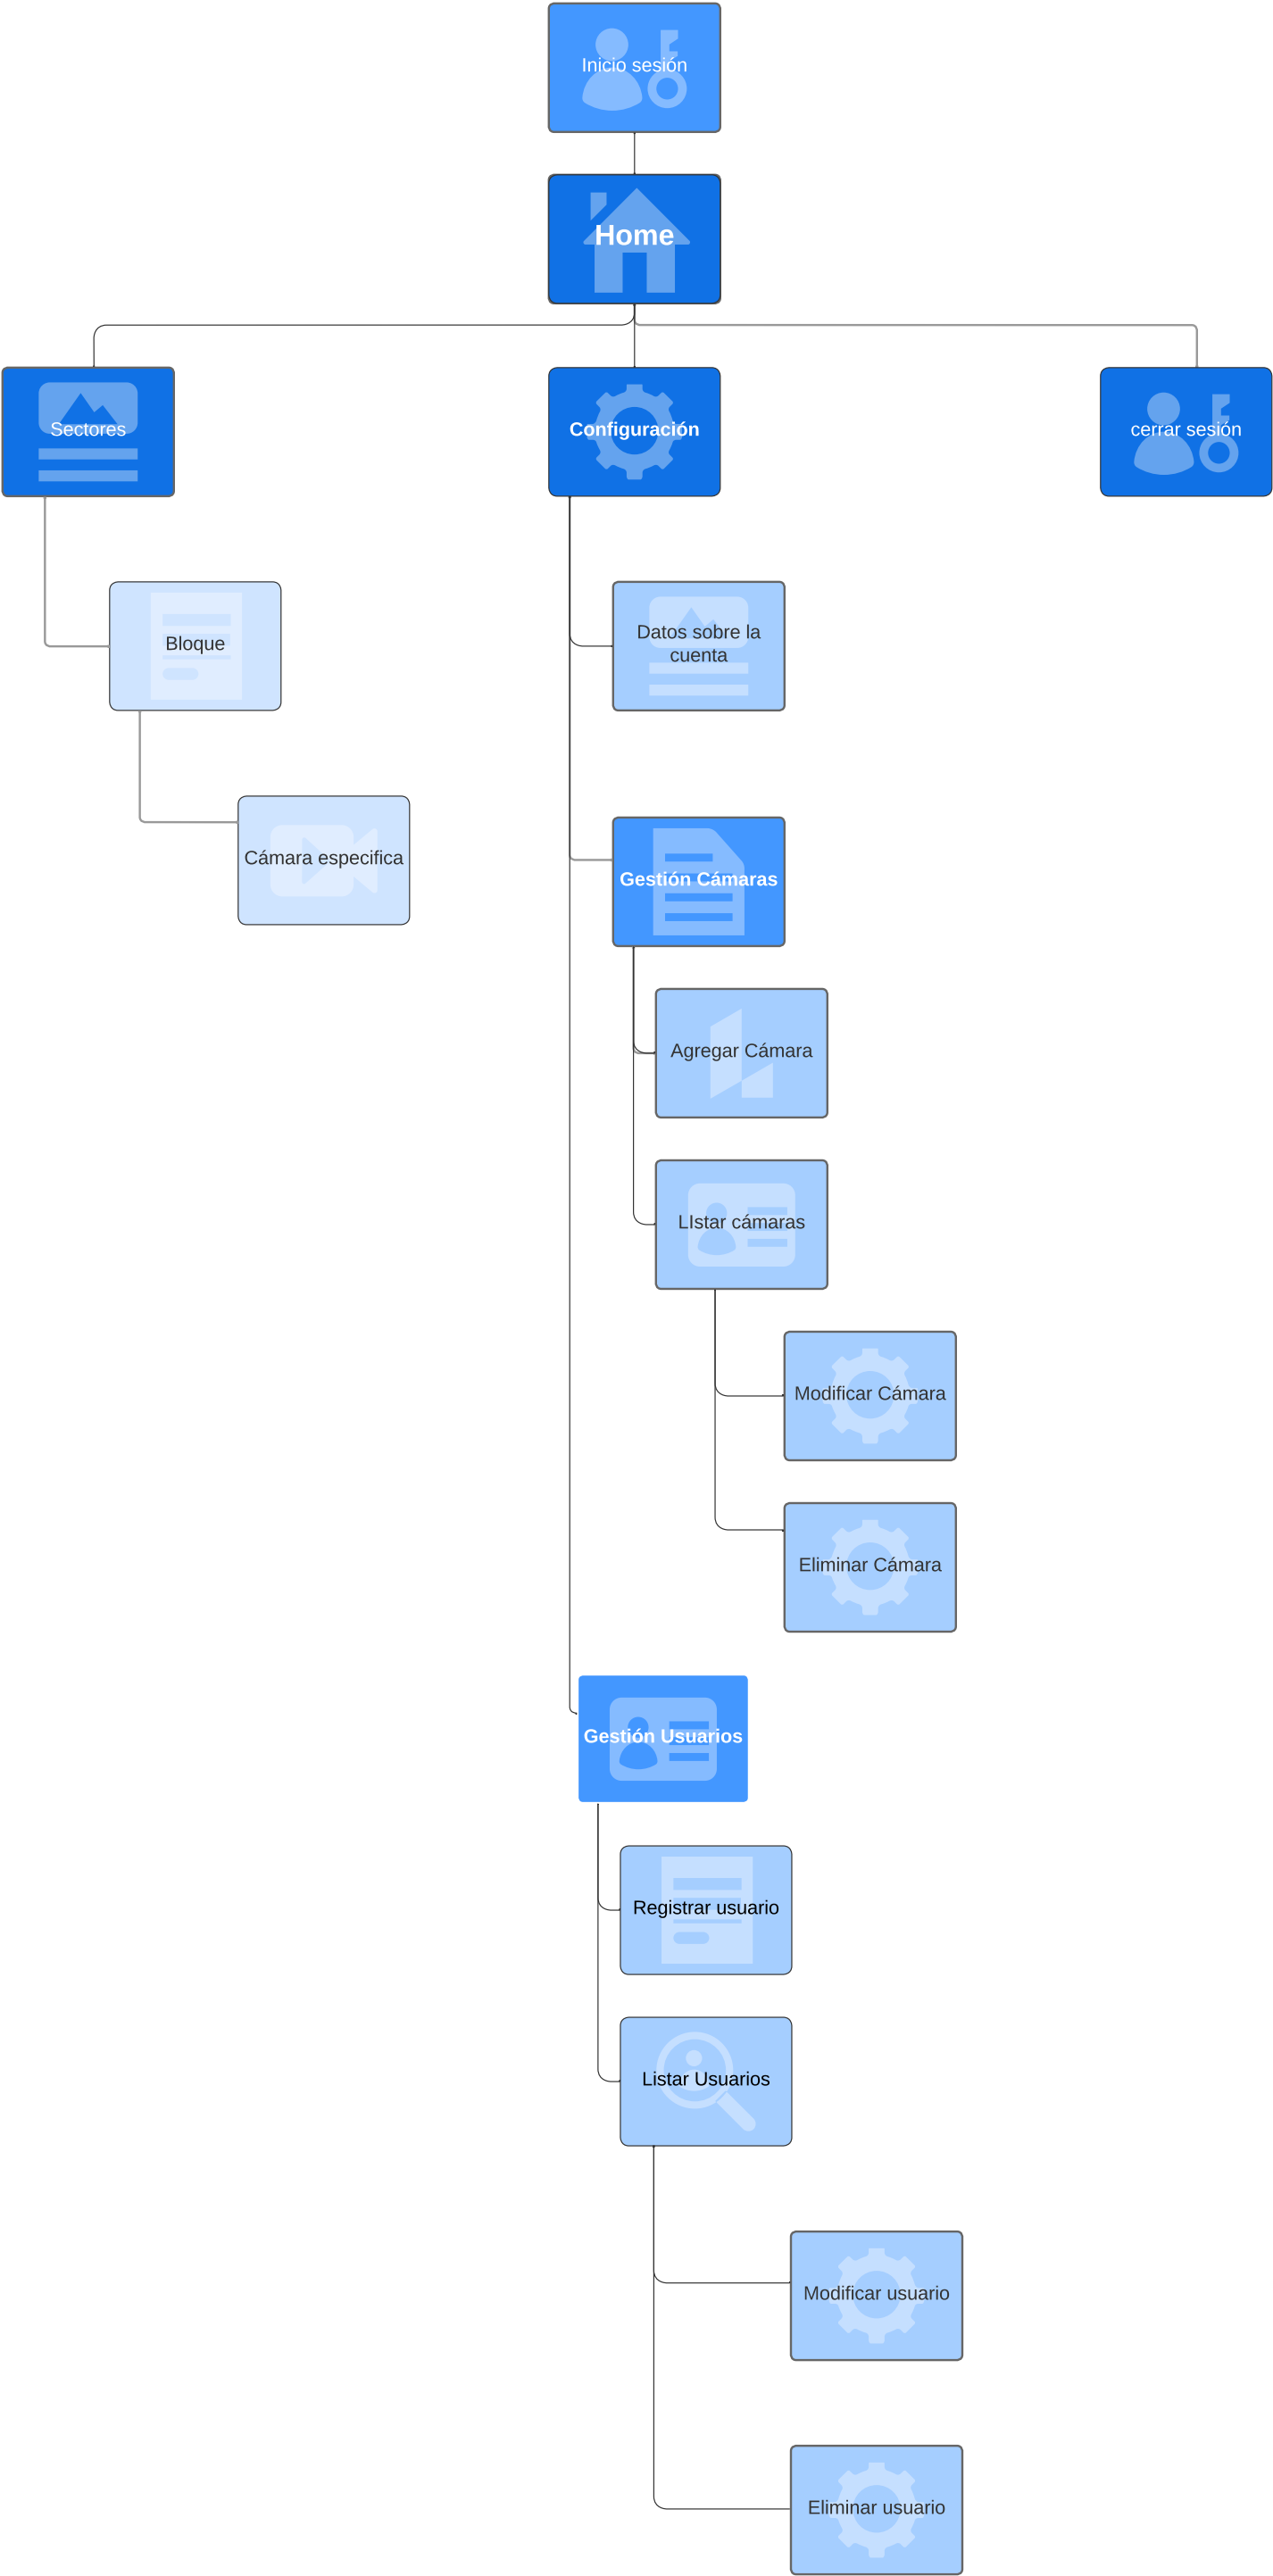 Inicio sesión
Home
Sectores
Configuración
cerrar sesión
Bloque
Datos sobre la
cuenta
Cámara especifica
Gestión Cámaras
Agregar Cámara
LIstar cámaras
Modificar Cámara
Eliminar Cámara
Gestión Usuarios
Registrar usuario
Listar Usuarios
Modificar usuario
Eliminar usuario